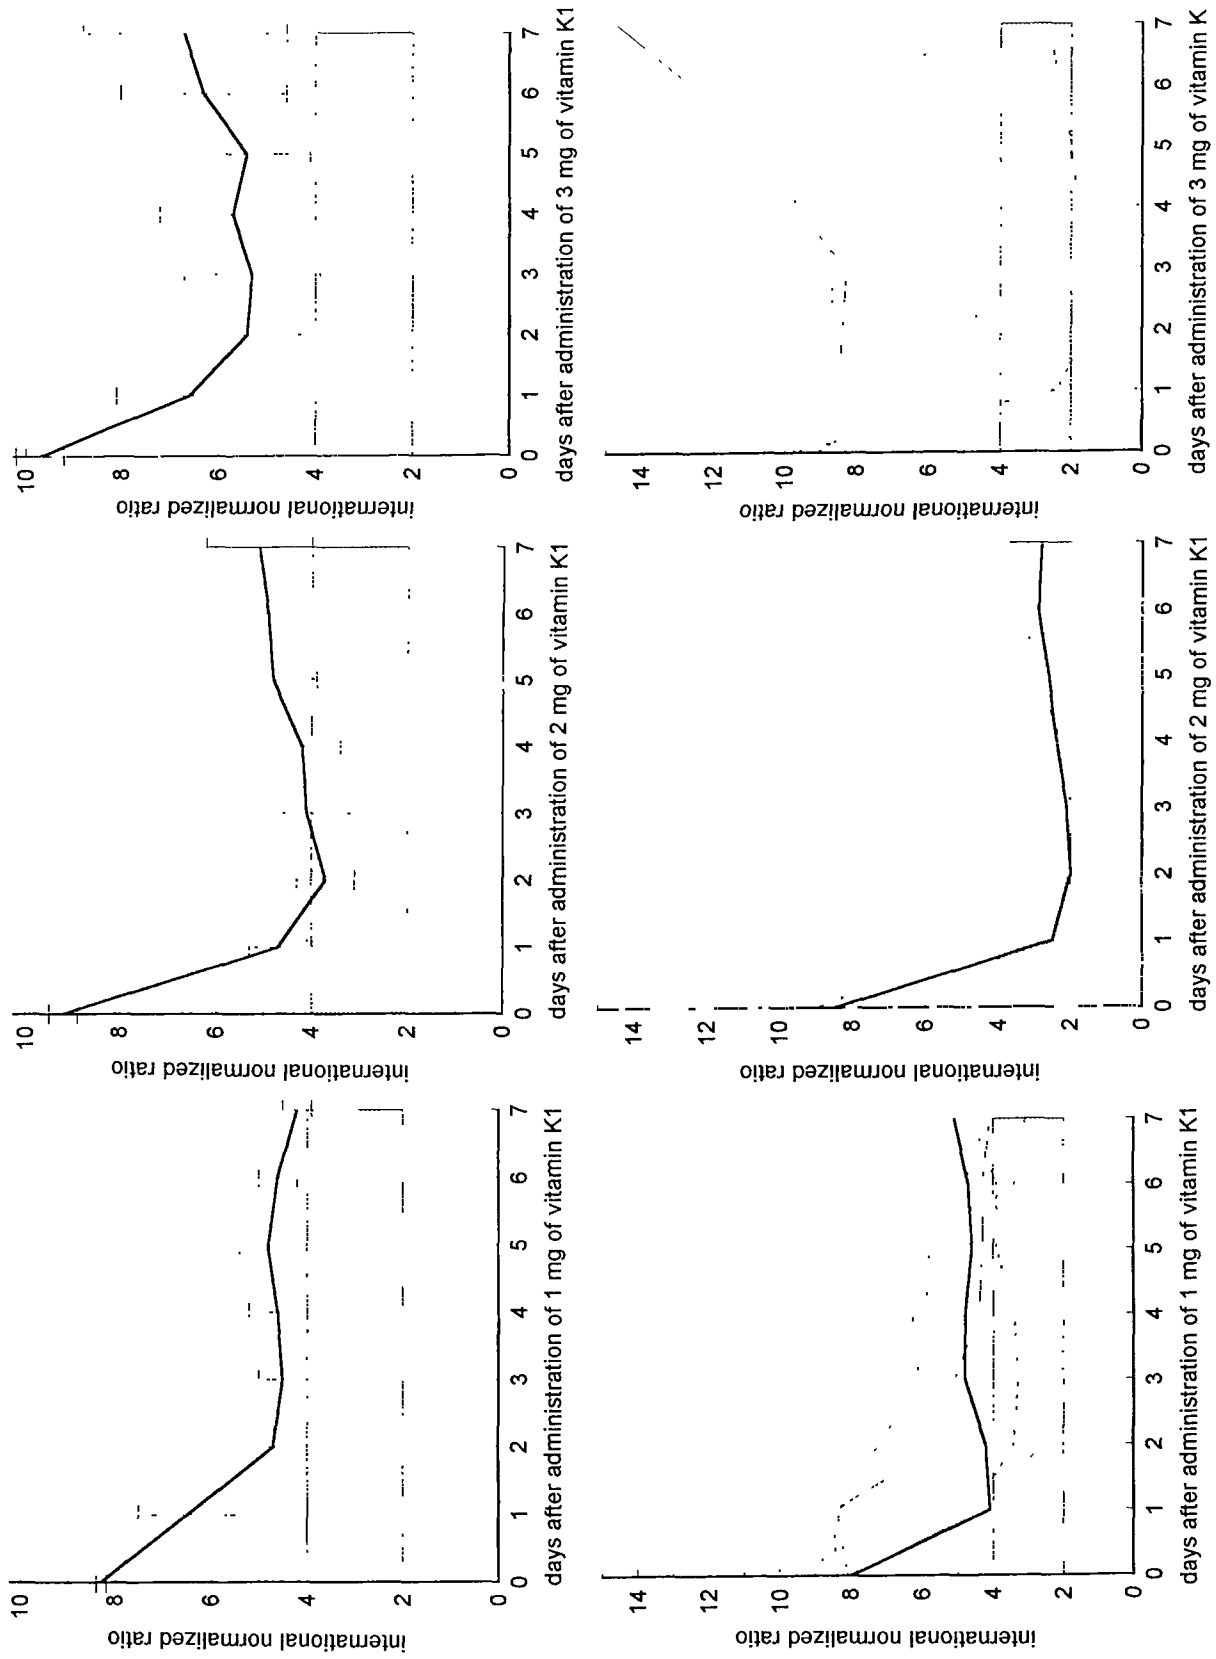 international normalized ratio
10
8
6
4
2
0
0 1 2 3 4 5 6 7
days after administration of 1 mg of vitamin K1
international normalized ratio
10
8
6
4
2
0
0 1 2 3 4 5 6 7
days after administration of 2 mg of vitamin K1
international normalized ratio
10
8
6
4
2
0
0 1 2 3 4 5 6 7
days after administration of 3 mg of vitamin K1
international normalized ratio
14
12
10
8
6
4
2
0
0 1 2 3 4 5 6 7
days after administration of 1 mg of vitamin K1
international normalized ratio
14
12
10
8
6
4
2
0
0 1 2 3 4 5 6 7
days after administration of 2 mg of vitamin K1
international normalized ratio
14
12
10
8
6
4
2
0
0 1 2 3 4 5 6 7
days after administration of 3 mg of vitamin K